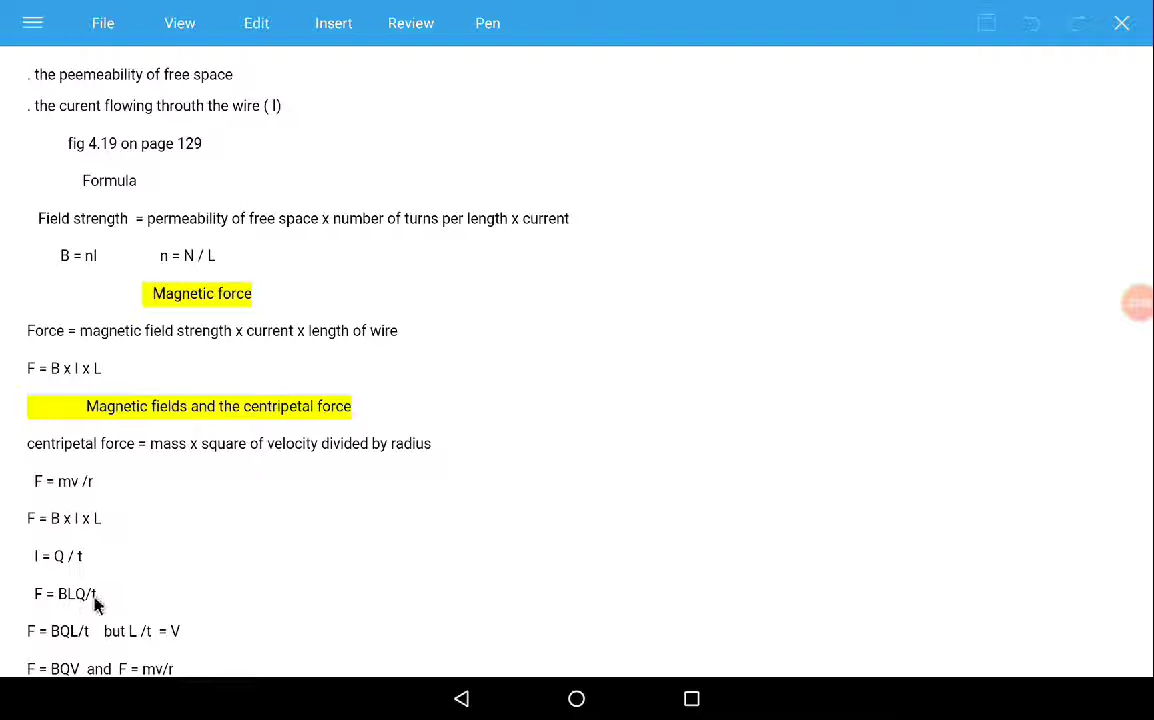 File View Edit Insert Review Pen
. the peemeability of free space
. the curent flowing throuth the wire ( I)
fig 4.19 on page 129
Formula
Field strength = permeability of free space x number of turns per length x current
B = nI n = N / L
Magnetic force
Force = magnetic field strength x current x length of wire
F = B x I x L
Magnetic fields and the centripetal force
centripetal force = mass x square of velocity divided by radius
F = mv /r
F = B x I x L
I = Q / t
F = BLQ/t
F = BQL/t but L /t = V
F = BQV and F = mv/r